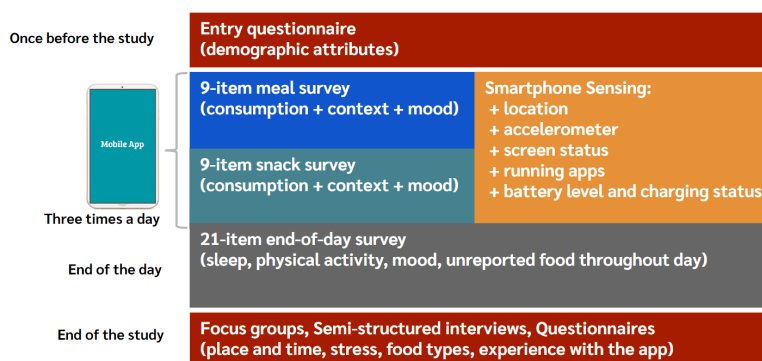 Once before the study
Entry questionnaire
(demographic attributes)
Mobile App
9-item meal survey
(consumption + context + mood)
9-item snack survey
(consumption + context + mood)
Smartphone Sensing:
+ location
+ accelerometer
+ screen status
+ running apps
+ battery level and charging status
Three times a day
End of the day
21-item end-of-day survey
(sleep, physical activity, mood, unreported food throughout day)
End of the study
Focus groups, Semi-structured interviews, Questionnaires
(place and time, stress, food types, experience with the app)